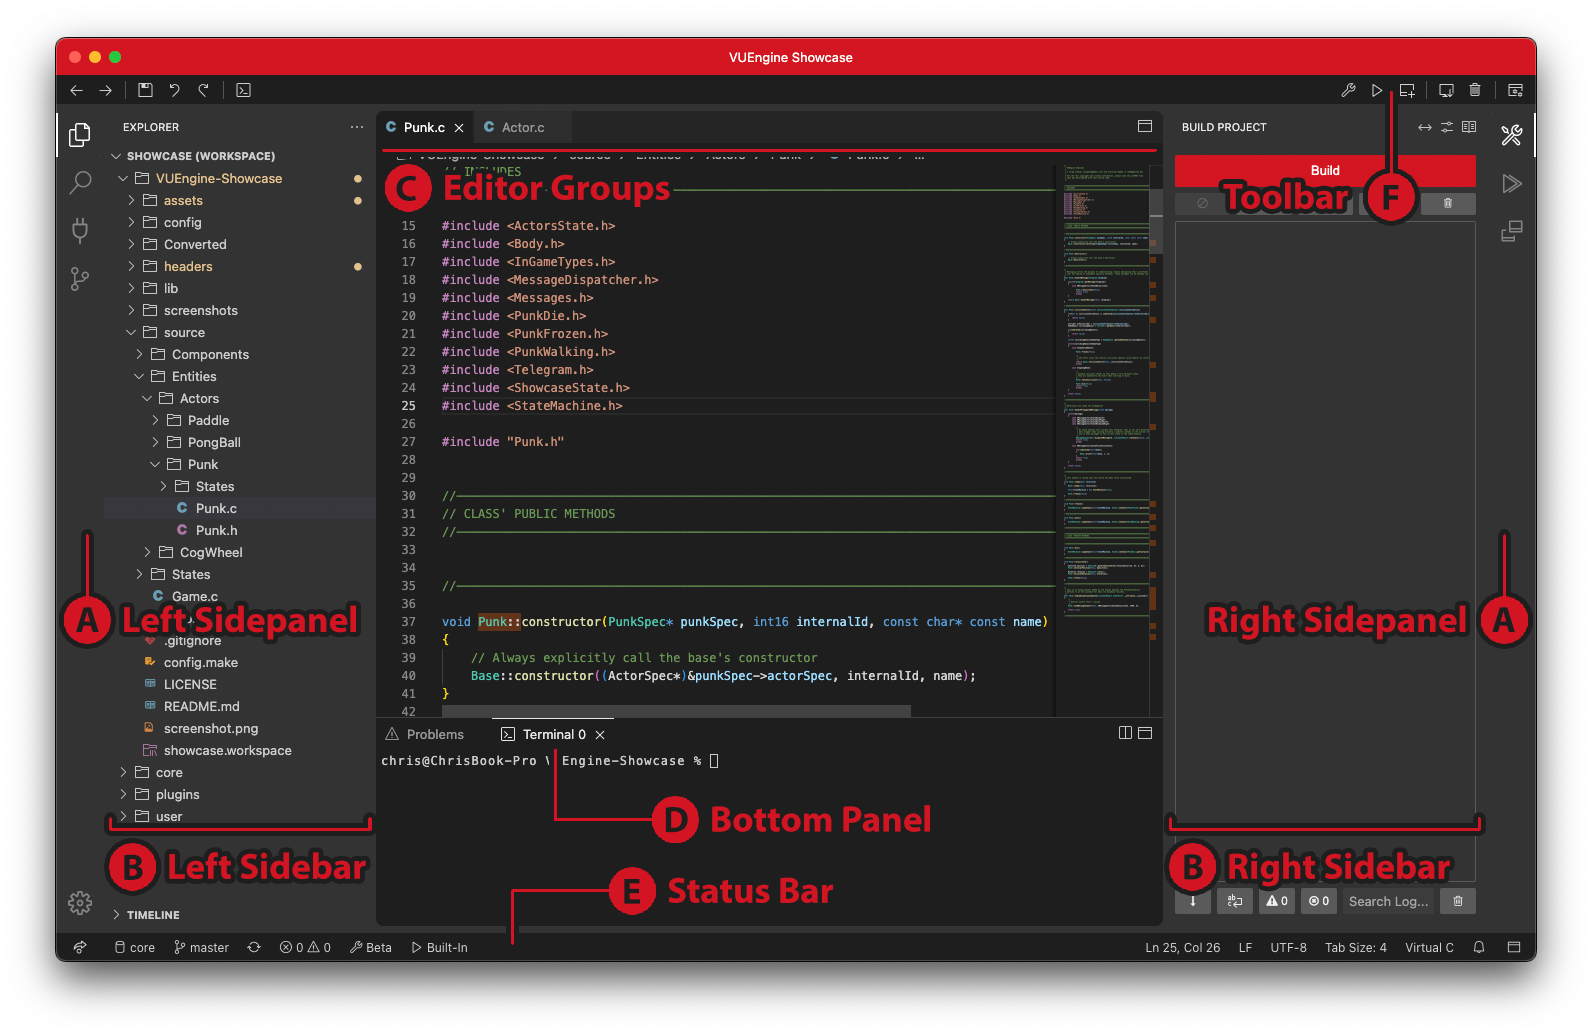 VUEngine Showcase
EXPLORER
SHOWCASE (WORKSPACE)
VUEngine-Showcase
assets
config
Converted
headers
lib
screenshots
source
Components
Entities
Actors
Paddle
PongBall
Punk
States
Punk.c
Punk.h
CogWheel
States
Game.c
.gitignore
config.make
LICENSE
README.md
screenshot.png
showcase.workspace
core
plugins
user
TIMELINE
A Left Sidepanel
B Left Sidebar
Punk.c
Actor.c
// INCLUDES
C Editor Groups
15 #include <ActorsState.h>
16 #include <Body.h>
17 #include <InGameTypes.h>
18 #include <MessageDispatcher.h>
19 #include <Messages.h>
20 #include <PunkDie.h>
21 #include <PunkFrozen.h>
22 #include <PunkWalking.h>
23 #include <Telegram.h>
24 #include <ShowcaseState.h>
25 #include <StateMachine.h>
26
27 #include "Punk.h"
28
29
30 //
31 // CLASS' PUBLIC METHODS
32 //
33
34
35 //
36
37 void Punk::constructor(PunkSpec* punkSpec, int16 internalId, const char* const name)
38 {
39 // Always explicitly call the base's constructor
40 Base::constructor((ActorSpec*)&punkSpec->actorSpec, internalId, name);
41 }
42
Problems
Terminal 0
chris@ChrisBook-Pro Engine-Showcase %
D Bottom Panel
E Status Bar
BUILD PROJECT
Build
Toolbar F
Right Sidepanel A
B Right Sidebar
0
0
Search Log...
core
master
0 0
Beta
Built-In
Ln 25, Col 26
LF
UTF-8
Tab Size: 4
Virtual C